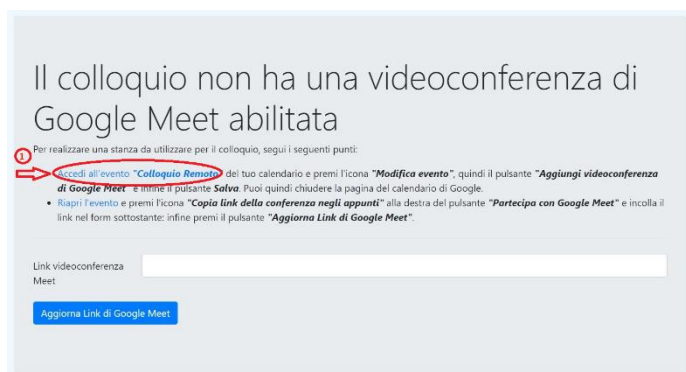 Il colloquio non ha una videoconferenza di
Google Meet abilitata
Per realizzare una stanza da utilizzare per il colloquio, segui i seguenti punti:
1
Accedi all'evento "Colloquio Remoto" del tuo calendario e premi l'icona "Modifica evento", quindi il pulsante "Aggiungi videoconferenza
di Google Meet" e infine il pulsante Salva. Puoi quindi chiudere la pagina del calendario di Google.
• Riapri l'evento e premi l'icona "Copia link della conferenza negli appunti" alla destra del pulsante "Partecipa con Google Meet" e incolla il
link nel form sottostante: infine premi il pulsante "Aggiorna Link di Google Meet".
Link videoconferenza
Meet
Aggiorna Link di Google Meet